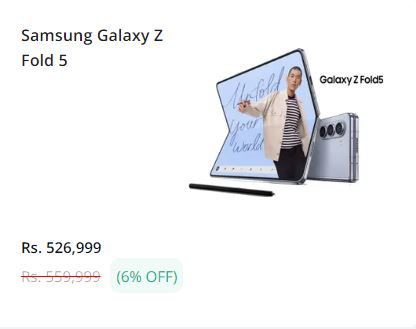 Samsung Galaxy Z
Fold 5
Galaxy Z Fold5
Unfold
your
world
Rs. 526,999
Rs. 559,999 (6% OFF)